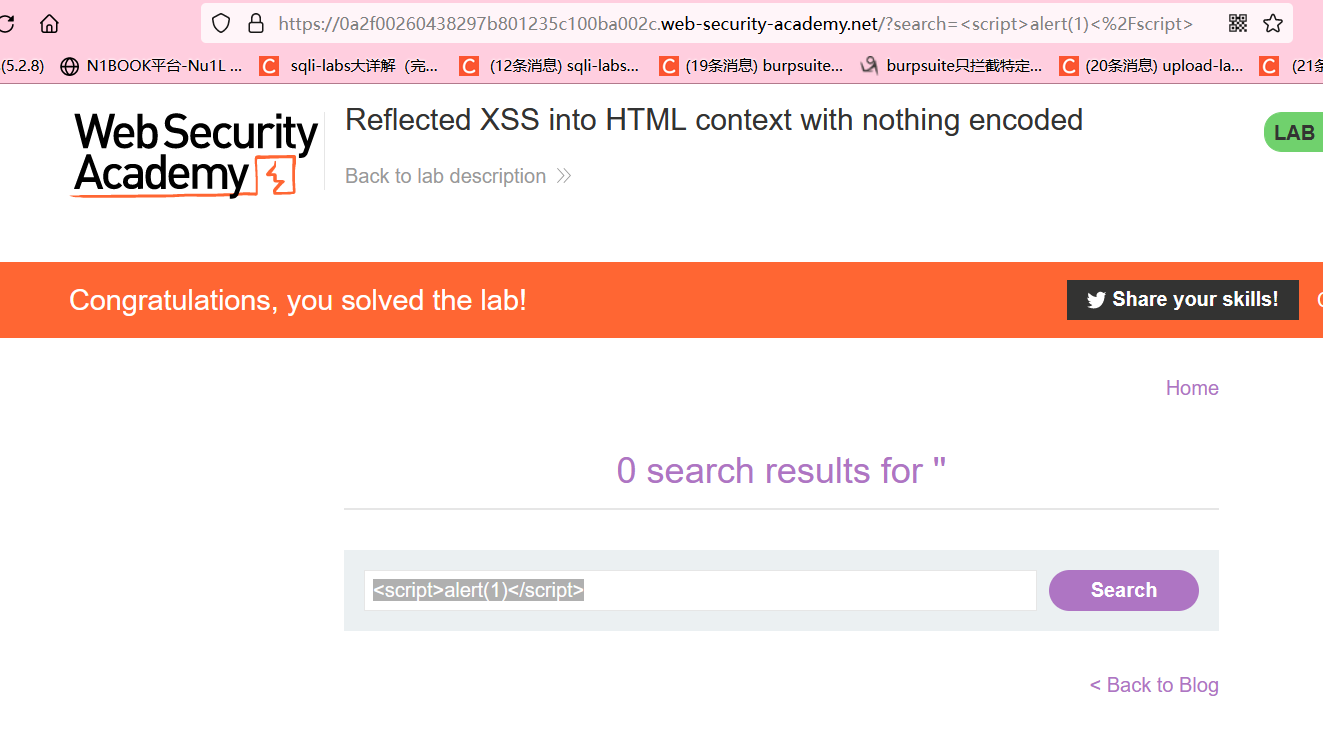 https://0a2f00260438297b801235c100ba002c.web-security-academy.net/?search=<script>alert(1)<%2Fscript>
(5.2.8) N1BOOK平台-Nu1L ... C sqli-labs大详解（完... C (12条消息) sqli-labs... C (19条消息) burpsuite... burpsuite只拦截特定... C (20条消息) upload-la... C (21条
Web Security
Academy
Reflected XSS into HTML context with nothing encoded
LAB
Back to lab description
Congratulations, you solved the lab!
Share your skills!
Home
0 search results for ''
<script>alert(1)</script>
Search
< Back to Blog